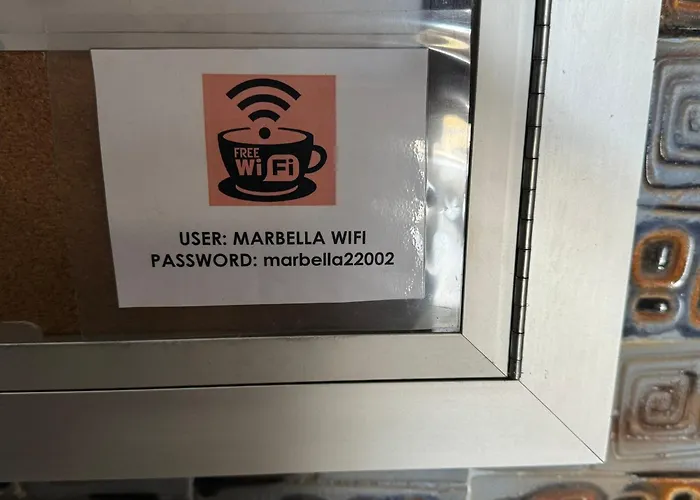 FREE
Wi Fi
USER: MARBELLA WIFI
PASSWORD: marbella22002